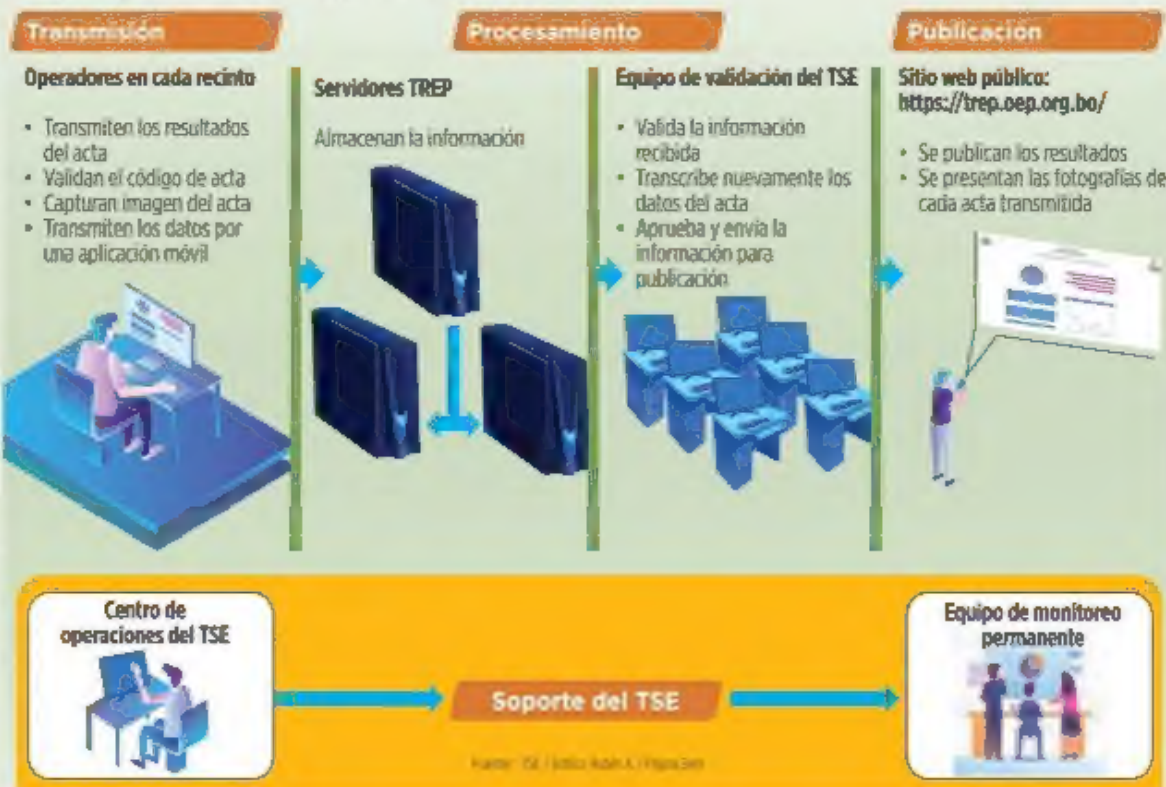 Transmisión
Operadores en cada recinto
• Transmiten los resultados
del acta
• Validan el código de acta
• Capturan imagen del acta
• Transmiten los datos por
una aplicación móvil
Procesamiento
Servidores TREP
Almacenan la información
Equipo de validación del TSE
• Valida la información
recibida
• Transcribe nuevamente los
datos del acta
• Aprueba y envía la
información para
publicación
Publicación
Sitio web público:
https://trep.oep.org.bo/
• Se publican los resultados
• Se presentan las fotografías de
cada acta transmitida
Centro de
operaciones del TSE
Soporte del TSE
Equipo de monitoreo
permanente